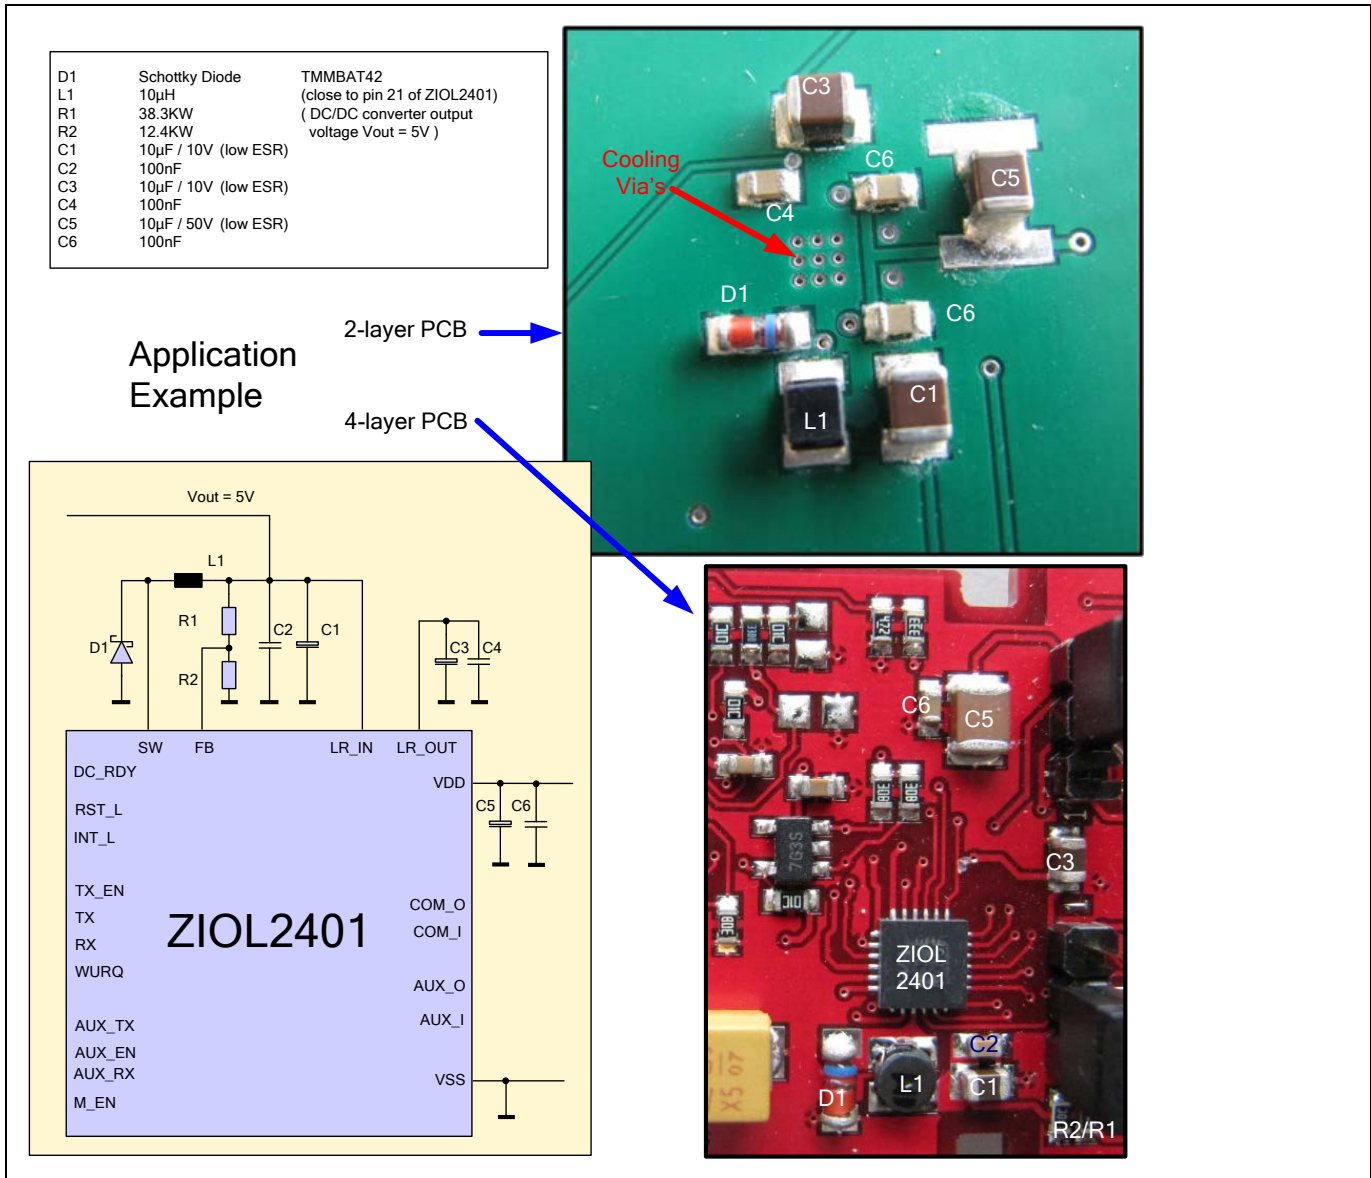 D1 Schottky Diode TMMBAT42
L1 10µH (close to pin 21 of ZIOL2401)
R1 38.3KW ( DC/DC converter output
R2 12.4KW voltage Vout = 5V )
C1 10µF / 10V (low ESR)
C2 100nF
C3 10µF / 10V (low ESR)
C4 100nF
C5 10µF / 50V (low ESR)
C6 100nF
C3
Cooling
Via's
C6
C5
C4
D1
C6
L1
C1
2-layer PCB
Application
Example
4-layer PCB
Vout = 5V
L1
R1
C2
C1
D1
R2
C3
C4
SW
FB
LR_IN
LR_OUT
DC_RDY
VDD
RST_L
C5
C6
INT_L
TX_EN
COM_O
TX
COM_I
RX
ZIOL2401
WURQ
AUX_O
AUX_TX
AUX_I
AUX_EN
AUX_RX
VSS
M_EN
C6
C5
7G3S
C3
ZIOL
2401
C2
L1
C1
D1
X5 07
R2/R1